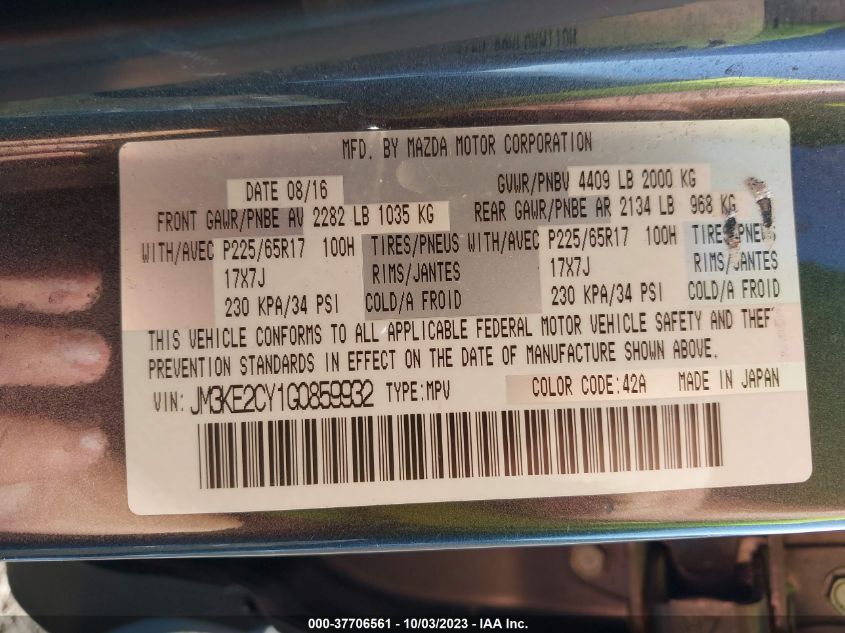 MFD. BY MAZDA MOTOR CORPORATION
DATE 08/16 GVWR/PNBV 4409 LB 2000 KG
FRONT GAWR/PNBE AV 2282 LB 1035 KG REAR GAWR/PNBE AR 2134 LB 968 KG
WITH/AVEC P225/65R17 100H TIRES/PNEUS WITH/AVEC P225/65R17 100H TIRES/PNEUS
17X7J RIMS/JANTES 17X7J RIMS/JANTES
230 KPA/34 PSI COLD/A FROID 230 KPA/34 PSI COLD/A FROID
THIS VEHICLE CONFORMS TO ALL APPLICABLE FEDERAL MOTOR VEHICLE SAFETY AND THEFT
PREVENTION STANDARDS IN EFFECT ON THE DATE OF MANUFACTURE SHOWN ABOVE.
VIN: JM3KE2CY1G0859932 TYPE:MPV COLOR CODE:42A MADE IN JAPAN
000-37706561 - 10/03/2023 - IAA Inc.